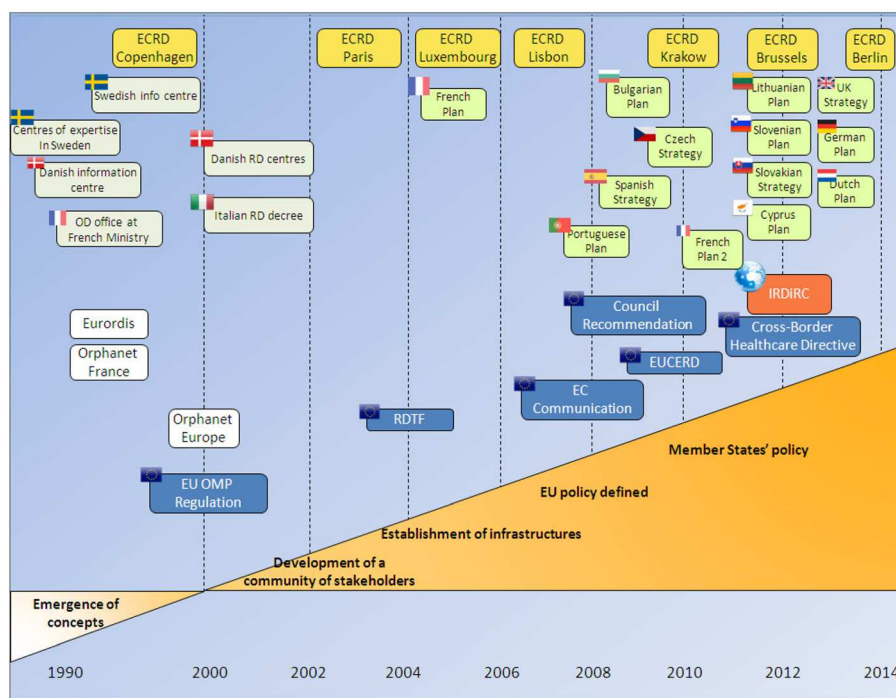 ECRD
Copenhagen
ECRD
Paris
ECRD
Luxembourg
ECRD
Lisbon
ECRD
Krakow
ECRD
Brussels
ECRD
Berlin
Swedish info centre
French
Plan
Bulgarian
Plan
Lithuanian
Plan
UK
Strategy
Centres of expertise
In Sweden
Danish RD centres
Czech
Strategy
Slovenian
Plan
German
Plan
Danish information
centre
Spanish
Strategy
Slovakian
Strategy
Dutch
Plan
OD office at
French Ministry
Italian RD decree
Portuguese
Plan
French
Plan 2
Cyprus
Plan
IRDiRC
Eurordis
Council
Recommendation
Cross-Border
Healthcare Directive
Orphanet
France
EUCERD
Orphanet
Europe
RDTF
EC
Communication
EU OMP
Regulation
Member States’ policy
EU policy defined
Establishment of infrastructures
Development of a
community of stakeholders
Emergence of
concepts
1990 2000 2002 2004 2006 2008 2010 2012 2014